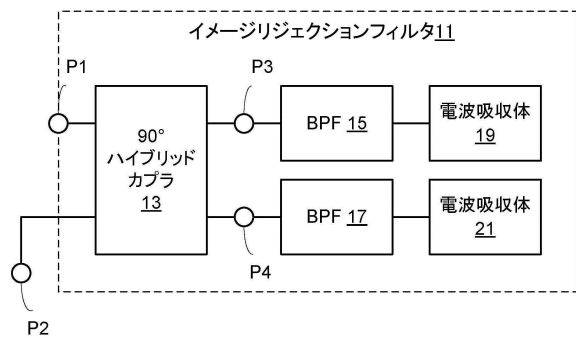 イメージリジェクションフィルタ11
P1
P3
90°
ハイブリッド
カプラ
13
BPF 15
電波吸収体
19
BPF 17
電波吸収体
21
P4
P2